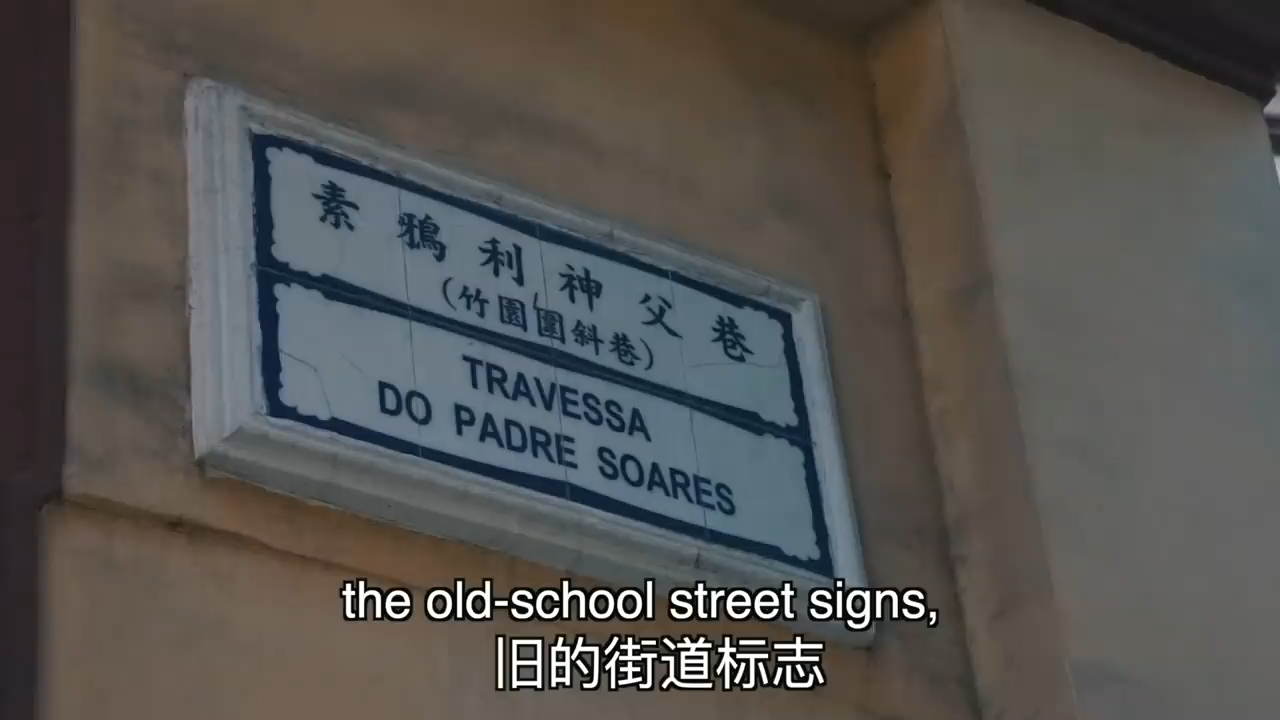 素鴉利神父巷
(竹園圍斜巷)
TRAVESSA
DO PADRE SOARES
the old-school street signs,
旧的街道标志